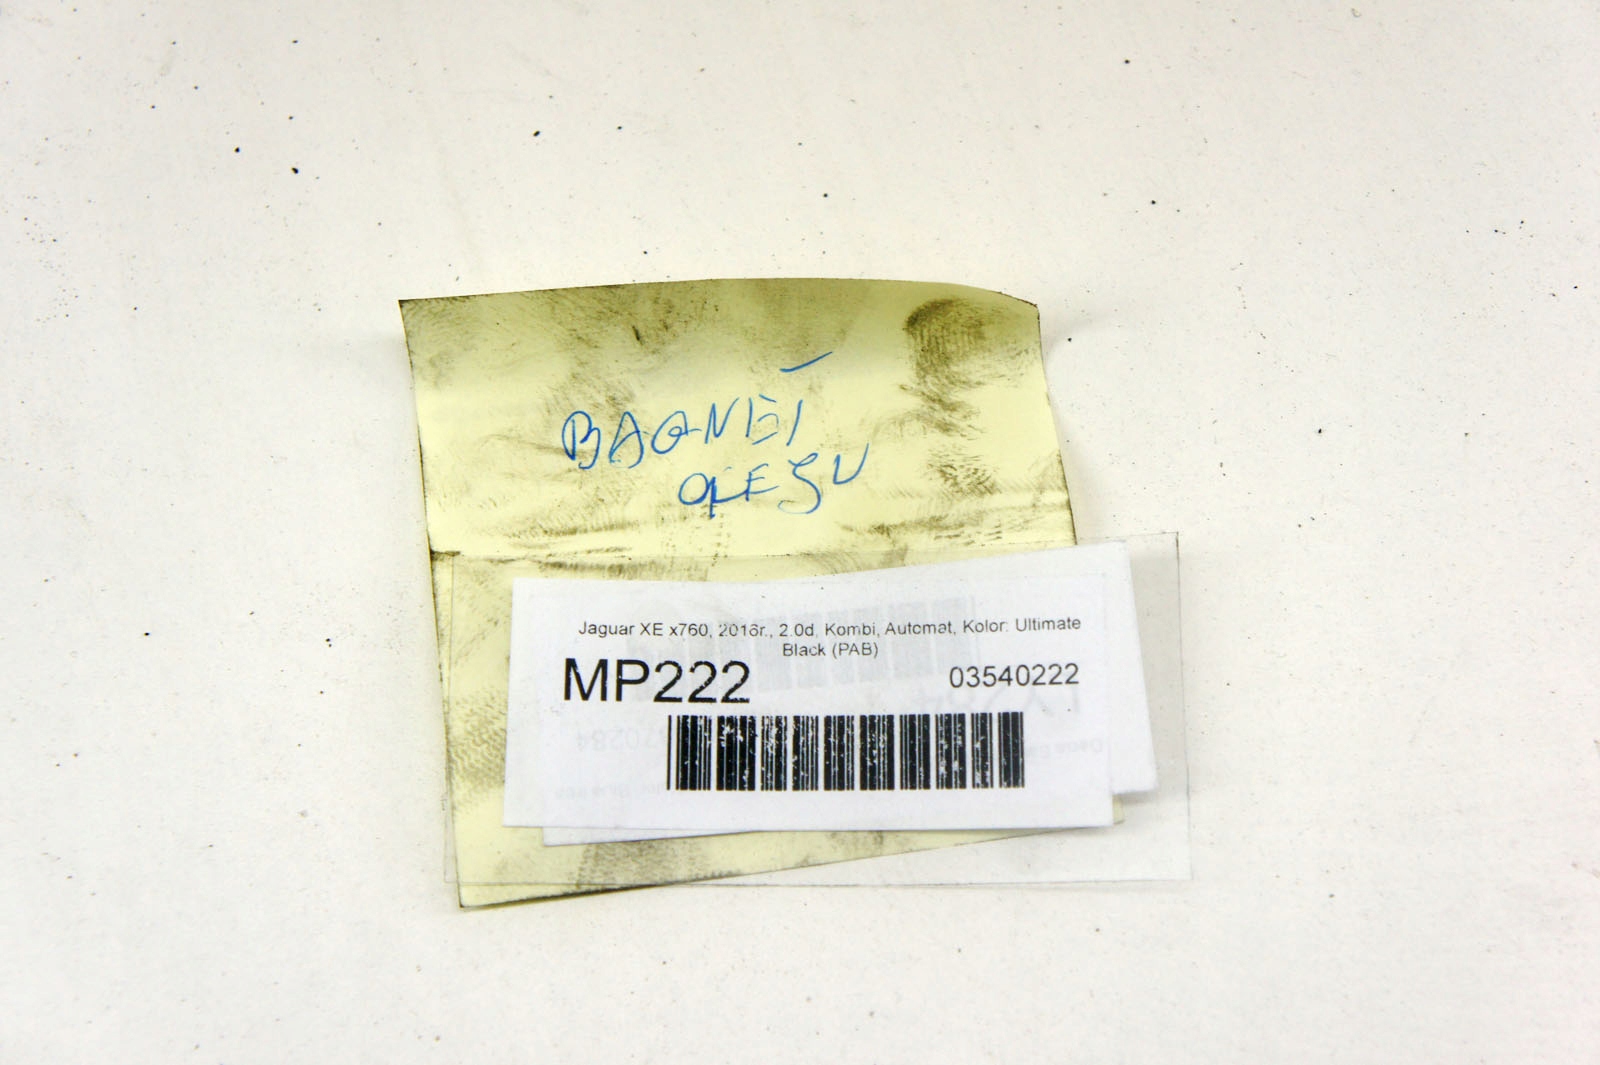 BAGNET
OLEJU
Jaguar XE x760, 2016r., 2.0d, Kombi, Automat, Kolor: Ultimate
Black (PAB)
MP222
03540222